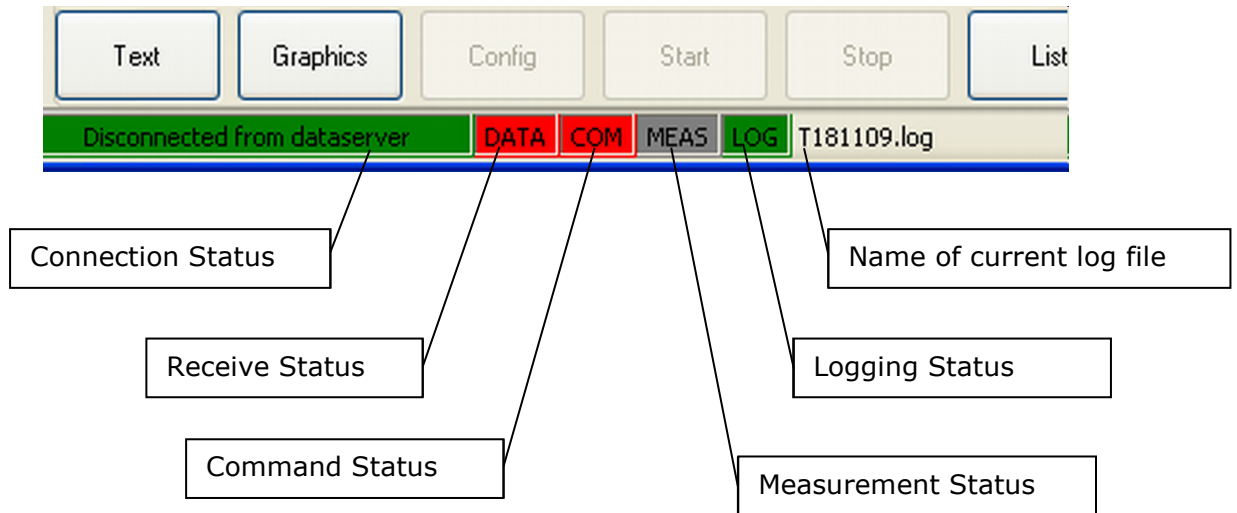 Text Graphics Config Start Stop List
Disconnected from dataserver DATA COM MEAS LOG T181109.log
Connection Status
Name of current log file
Receive Status
Logging Status
Command Status
Measurement Status